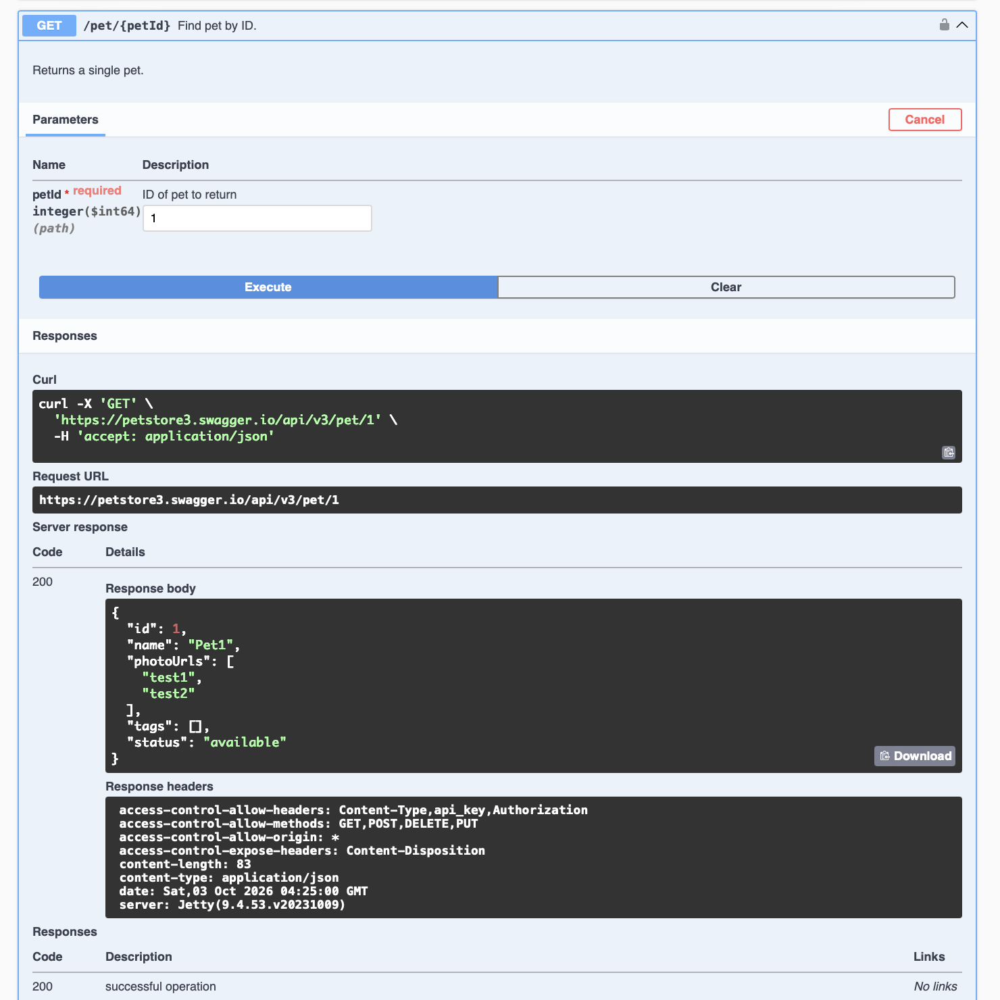 GET /pet/{petId} Find pet by ID.
Returns a single pet.
Parameters
Cancel
Name Description
petId * required
integer($int64)
(path)
ID of pet to return
1
Execute
Clear
Responses
Curl
curl -X 'GET' \
  'https://petstore3.swagger.io/api/v3/pet/1' \
  -H 'accept: application/json'
Request URL
https://petstore3.swagger.io/api/v3/pet/1
Server response
Code Details
200
Response body
{
  "id": 1,
  "name": "Pet1",
  "photoUrls": [
    "test1",
    "test2"
  ],
  "tags": [],
  "status": "available"
}
Download
Response headers
access-control-allow-headers: Content-Type,api_key,Authorization
access-control-allow-methods: GET,POST,DELETE,PUT
access-control-allow-origin: *
access-control-expose-headers: Content-Disposition
content-length: 83
content-type: application/json
date: Sat,03 Oct 2026 04:25:00 GMT
server: Jetty(9.4.53.v20231009)
Responses
Code Description Links
200 successful operation No links